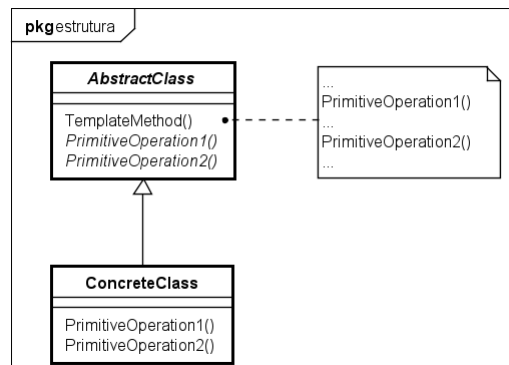 pkg estrutura
AbstractClass
TemplateMethod()
PrimitiveOperation1()
PrimitiveOperation2()
...
PrimitiveOperation1()
...
PrimitiveOperation2()
...
ConcreteClass
PrimitiveOperation1()
PrimitiveOperation2()